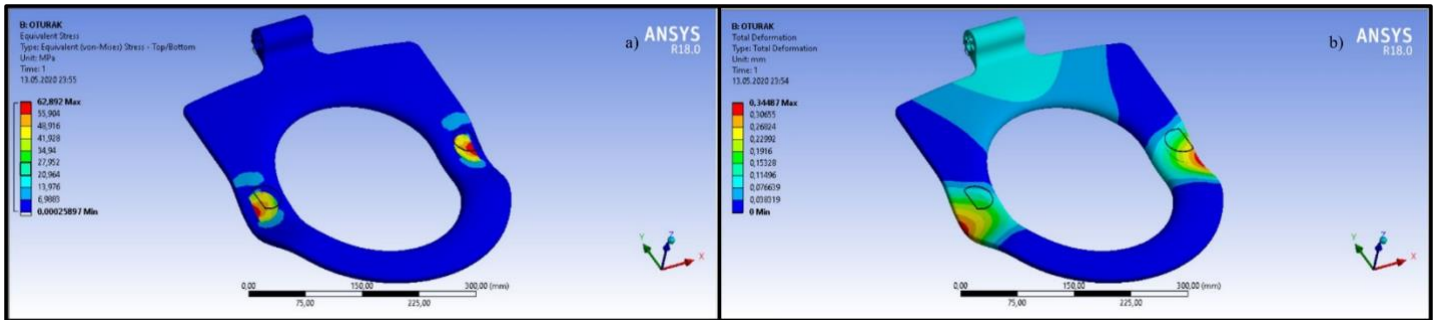 B: OTURAK
Equivalent Stress
Type: Equivalent (von-Mises) Stress - Top/Bottom
Unit: MPa
Time: 1
13.05.2020 23:55
62,892 Max
55,904
48,916
41,928
34,94
27,952
20,964
13,976
6,9883
0,00025897 Min
a)
ANSYS
R18.0
Y
Z
X
0,00
150,00
300,00 (mm)
75,00
225,00
B: OTURAK
Total Deformation
Type: Total Deformation
Unit: mm
Time: 1
13.05.2020 23:54
0,34487 Max
0,30655
0,26824
0,22992
0,1916
0,15328
0,11496
0,076639
0,038319
0 Min
b)
ANSYS
R18.0
Y
Z
X
0,00
150,00
300,00 (mm)
75,00
225,00